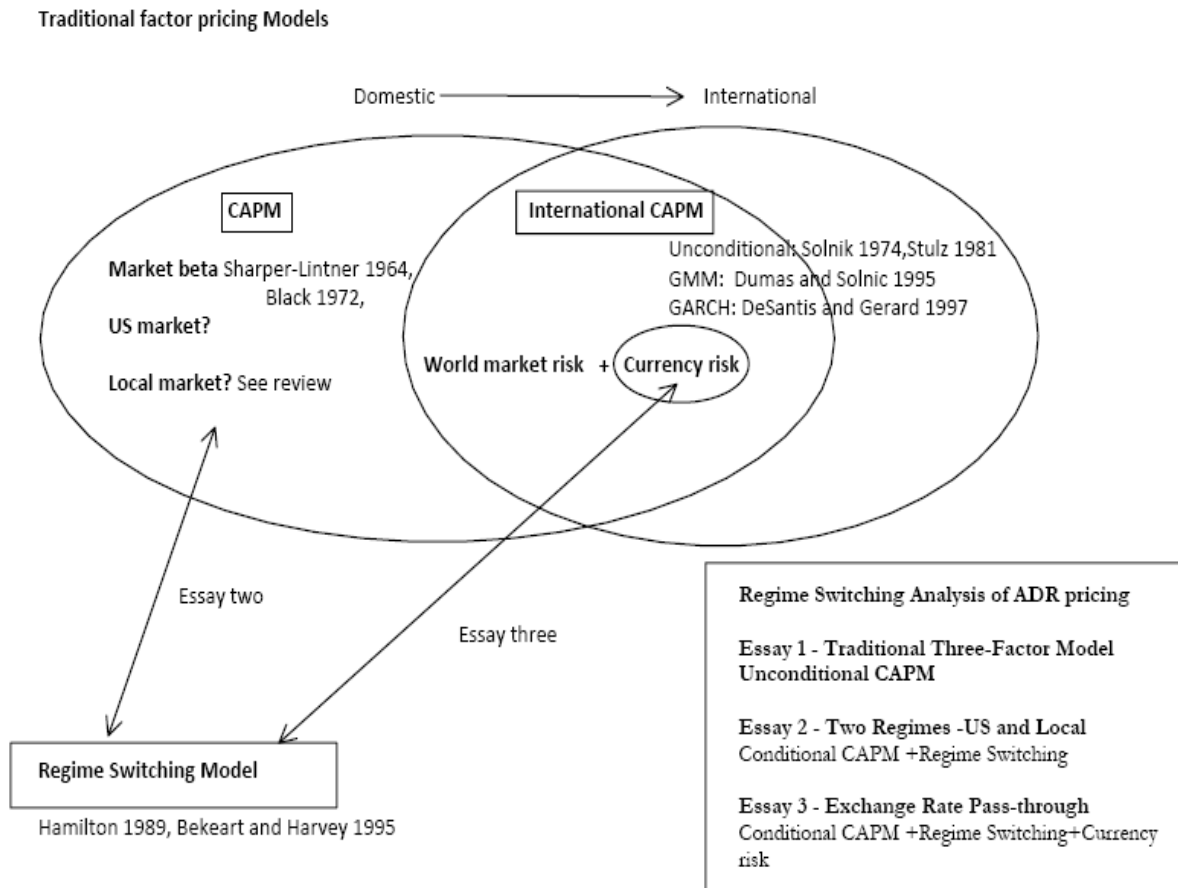 Traditional factor pricing Models
Domestic
International
CAPM
Market beta Sharper-Lintner 1964,
Black 1972,
US market?
Local market? See review
International CAPM
Unconditional: Solnik 1974,Stulz 1981
GMM: Dumas and Solnic 1995
GARCH: DeSantis and Gerard 1997
World market risk + Currency risk
Essay two
Essay three
Regime Switching Model
Hamilton 1989, Bekeart and Harvey 1995
Regime Switching Analysis of ADR pricing
Essay 1 - Traditional Three-Factor Model
Unconditional CAPM
Essay 2 - Two Regimes -US and Local
Conditional CAPM +Regime Switching
Essay 3 - Exchange Rate Pass-through
Conditional CAPM +Regime Switching+Currency
risk